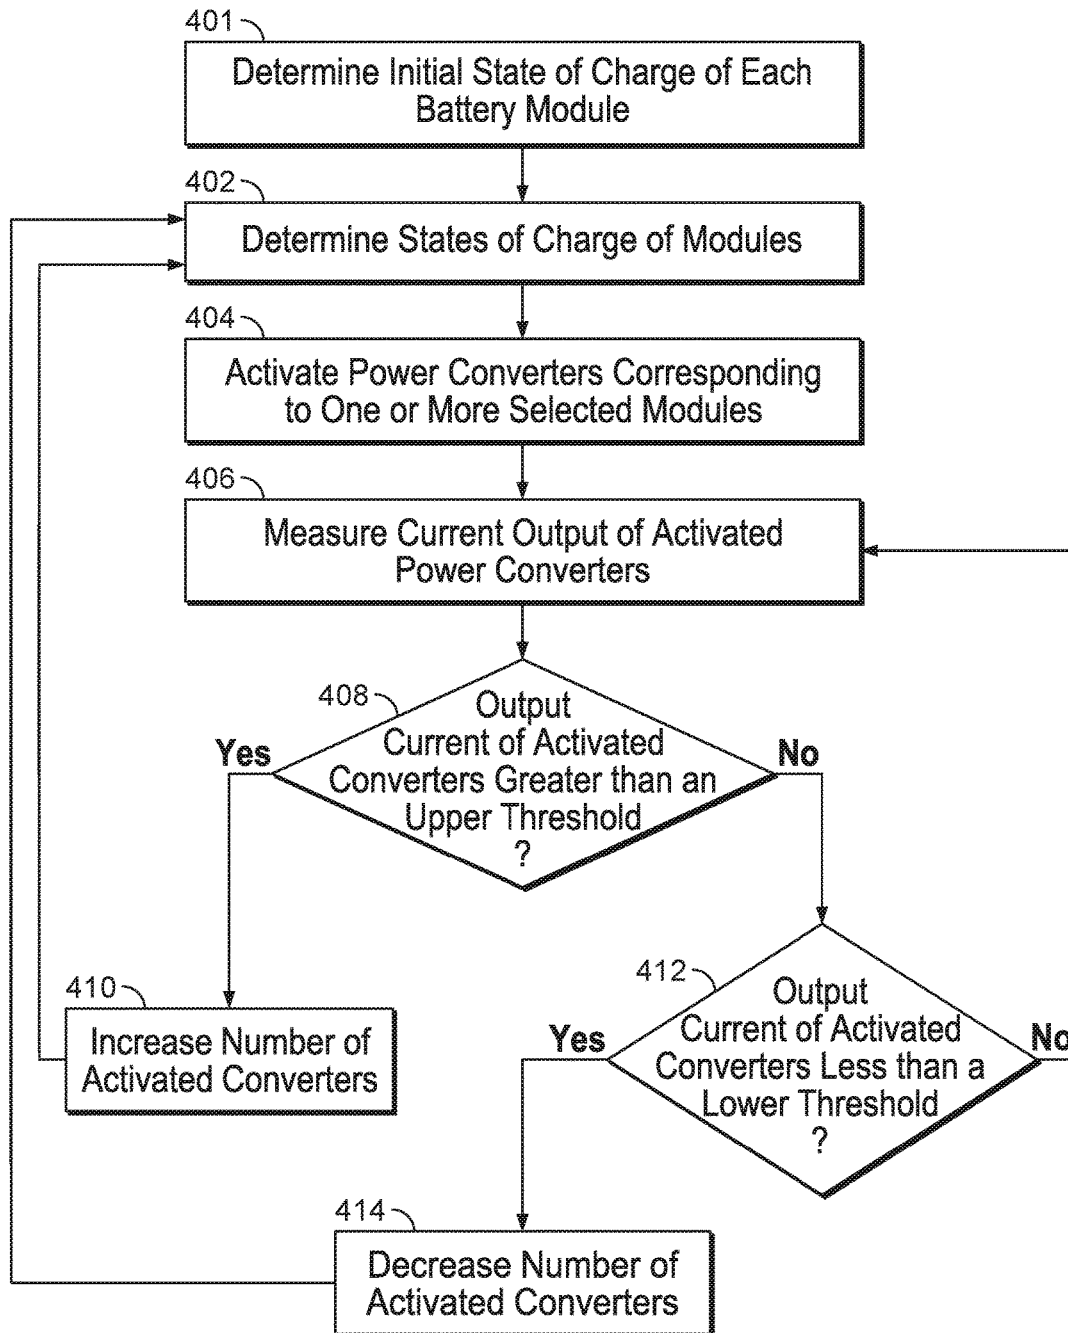 401
Determine Initial State of Charge of Each
Battery Module
402
Determine States of Charge of Modules
404
Activate Power Converters Corresponding
to One or More Selected Modules
406
Measure Current Output of Activated
Power Converters
408
Output
Current of Activated
Converters Greater than an
Upper Threshold
?
Yes
No
410
Increase Number of
Activated Converters
412
Output
Current of Activated
Converters Less than a
Lower Threshold
?
Yes
No
414
Decrease Number of
Activated Converters